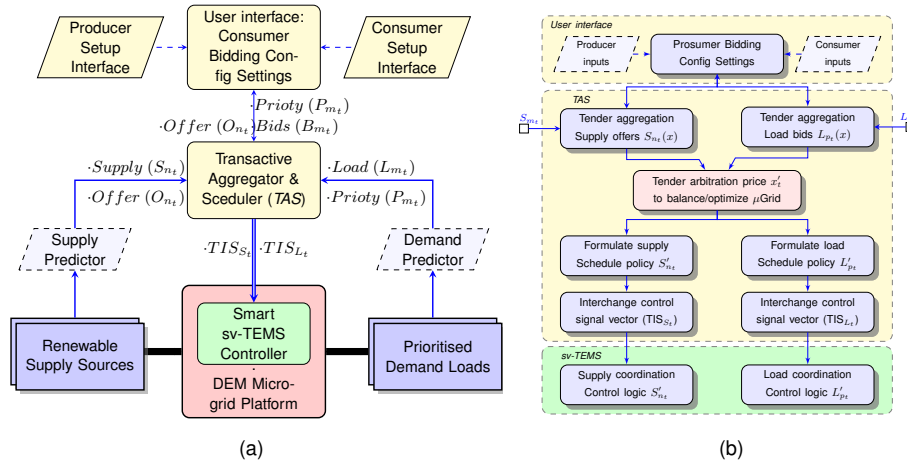 Producer
Setup
Interface
User interface:
Consumer
Bidding Con-
fig Settings
Consumer
Setup
Interface
·Prioty (P_{m_t})
·Offer (O_{n_t})
·Bids (B_{m_t})
·Supply (S_{n_t})
·Offer (O_{n_t})
Transactive
Aggregator &
Sceduler (TAS)
·Load (L_{m_t})
·Prioty (P_{m_t})
Supply
Predictor
·TIS_{S_t}
·TIS_{L_t}
Demand
Predictor
Renewable
Supply Sources
Smart
sv-TEMS
Controller
·
DEM Micro-
grid Platform
Prioritised
Demand Loads
(a)
User interface
Producer
inputs
Prosumer Bidding
Config Settings
Consumer
inputs
TAS
S_{m_t}
Tender aggregation
Supply offers S_{n_t}(x)
Tender aggregation
Load bids L_{p_t}(x)
L
Tender arbitration price x'_t
to balance/optimize μGrid
Formulate supply
Schedule policy S'_{n_t}
Formulate load
Schedule policy L'_{p_t}
Interchange control
signal vector (TIS_{S_t})
Interchange control
signal vector (TIS_{L_t})
sv-TEMS
Supply coordination
Control logic S'_{n_t}
Load coordination
Control logic L'_{p_t}
(b)